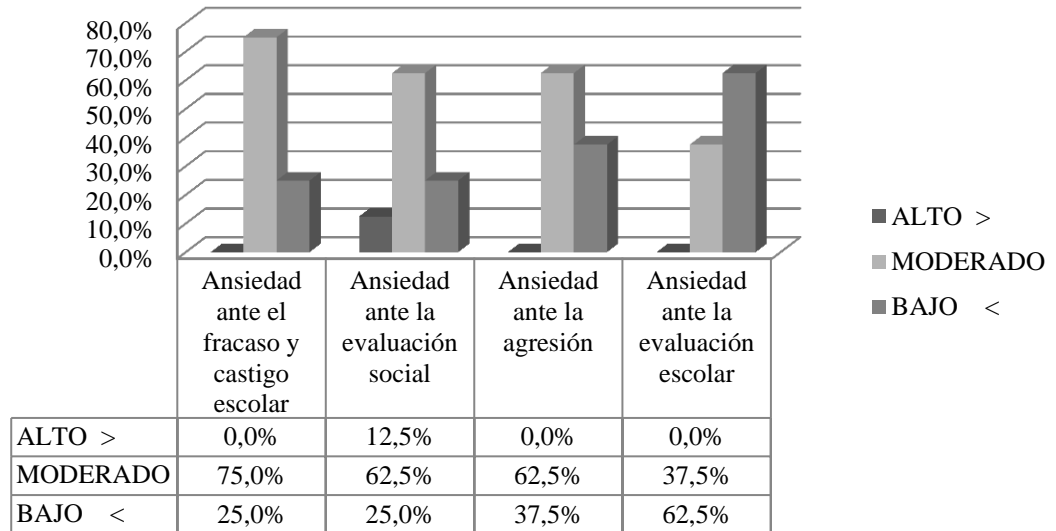 80,0%
70,0%
60,0%
50,0%
40,0%
30,0%
20,0%
10,0%
0,0%
ALTO >
MODERADO
BAJO <
Ansiedad ante el fracaso y castigo escolar
Ansiedad ante la evaluación social
Ansiedad ante la agresión
Ansiedad ante la evaluación escolar
ALTO > 0,0% 12,5% 0,0% 0,0%
MODERADO 75,0% 62,5% 62,5% 37,5%
BAJO < 25,0% 25,0% 37,5% 62,5%